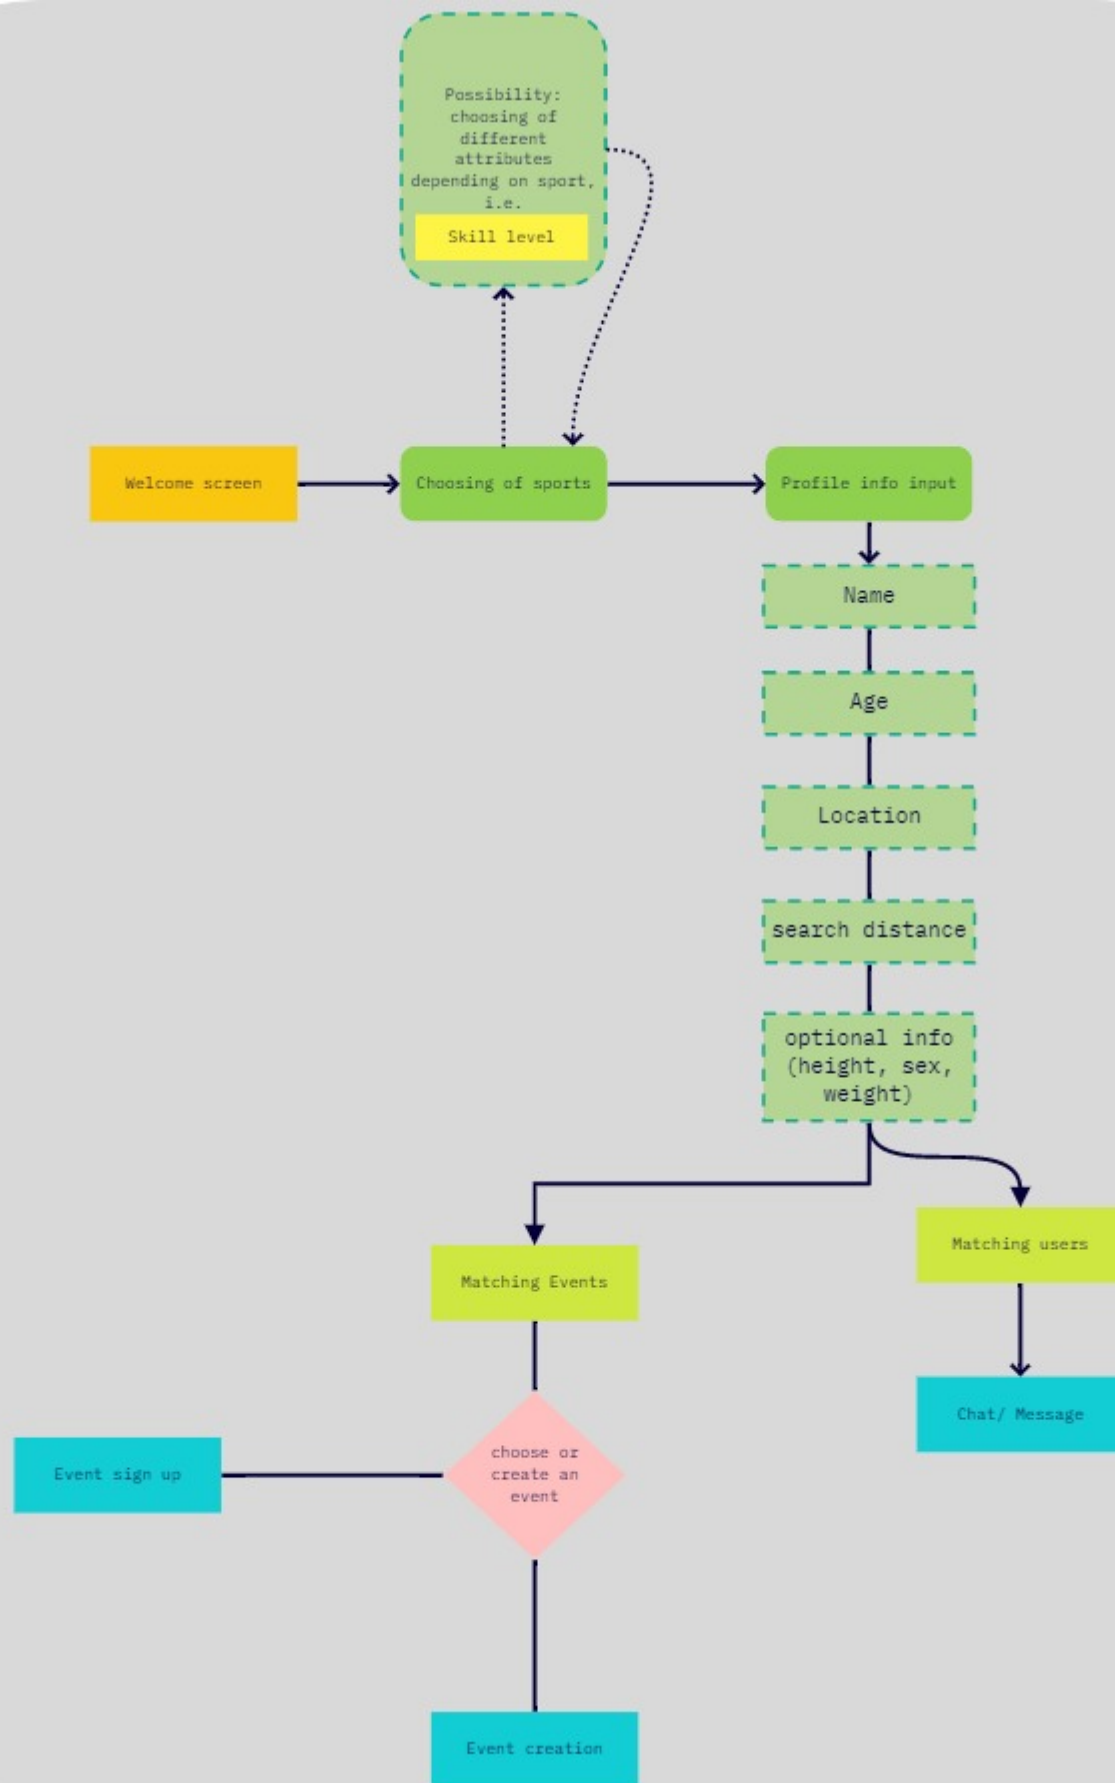 Possibility:
choosing of
different
attributes
depending on sport,
i.e.
Skill level
Welcome screen
Choosing of sports
Profile info input
Name
Age
Location
search distance
optional info
(height, sex,
weight)
Matching users
Matching Events
Chat/ Message
choose or
create an
event
Event sign up
Event creation